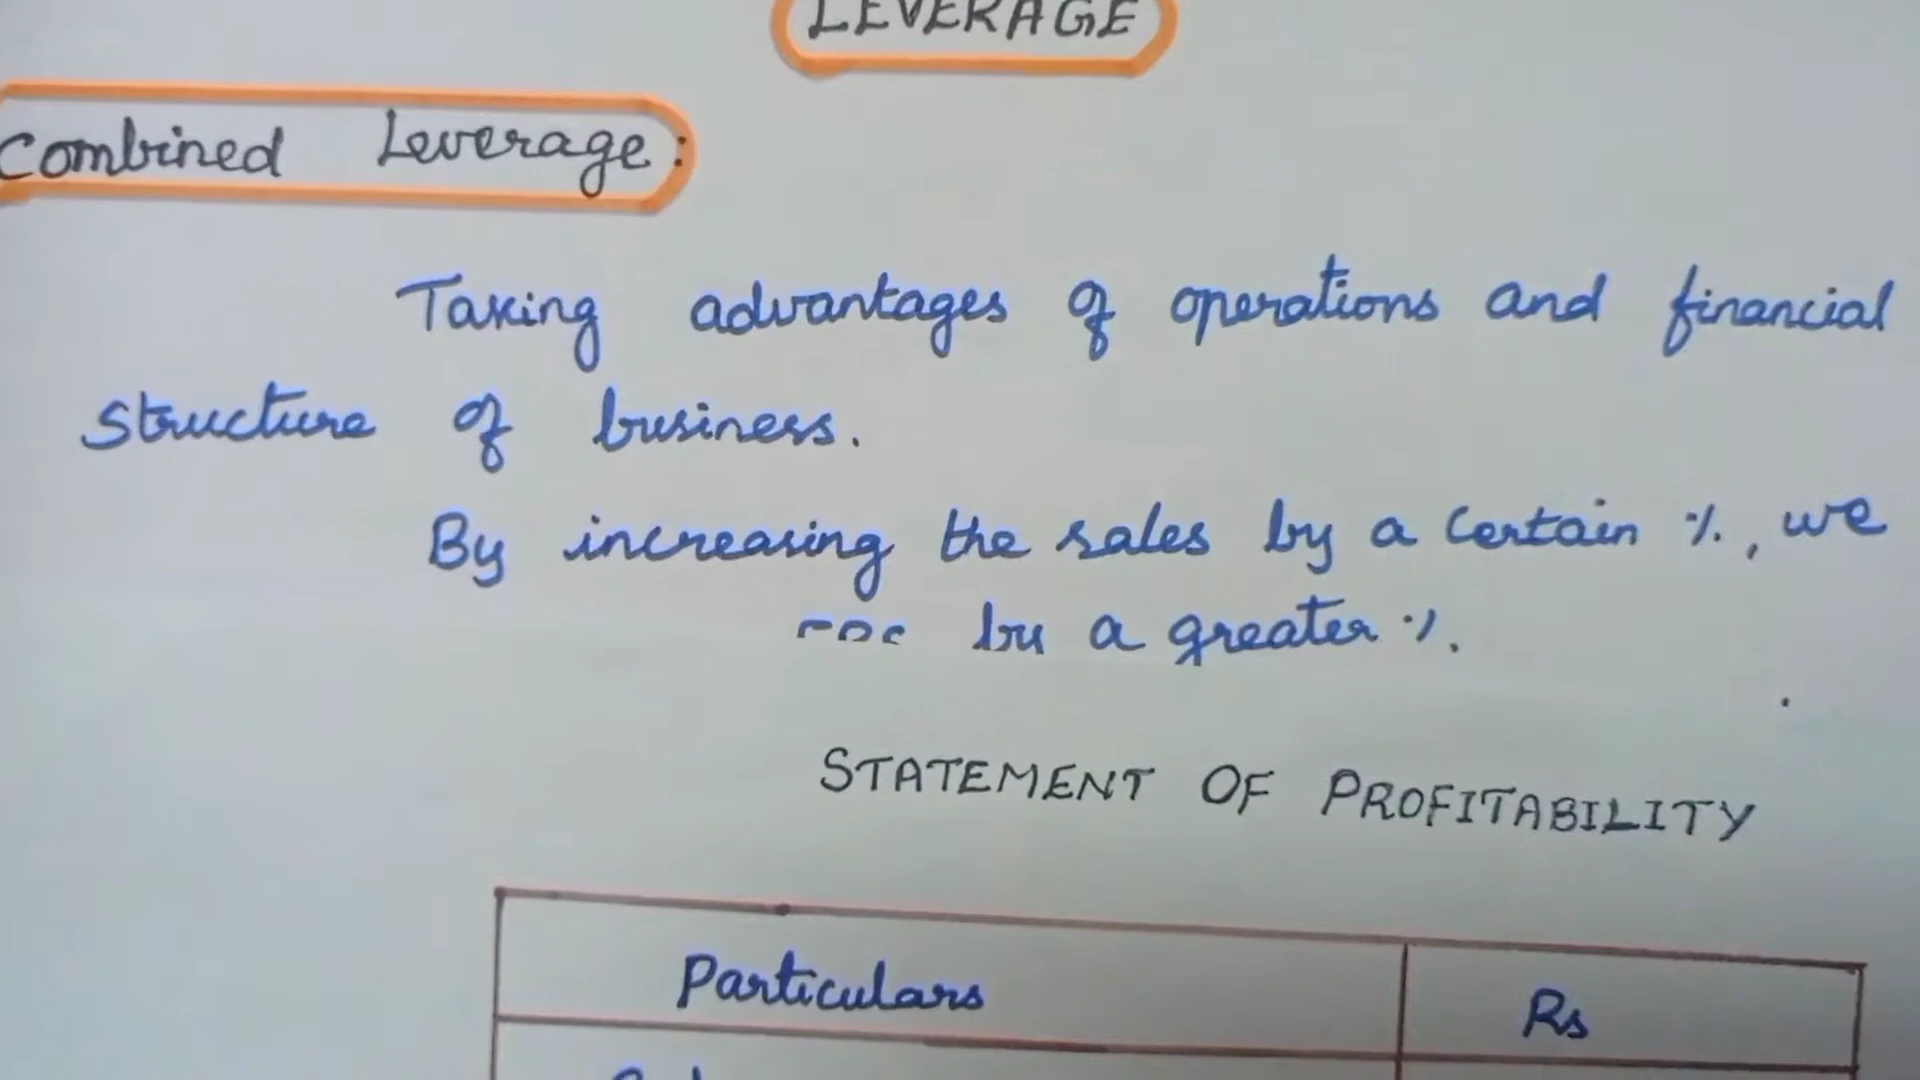 LEVERAGE
Combined Leverage:
Taking advantages of operations and financial
structure of business.
By increasing the sales by a certain %, we
by a greater %.
STATEMENT OF PROFITABILITY
Particulars Rs